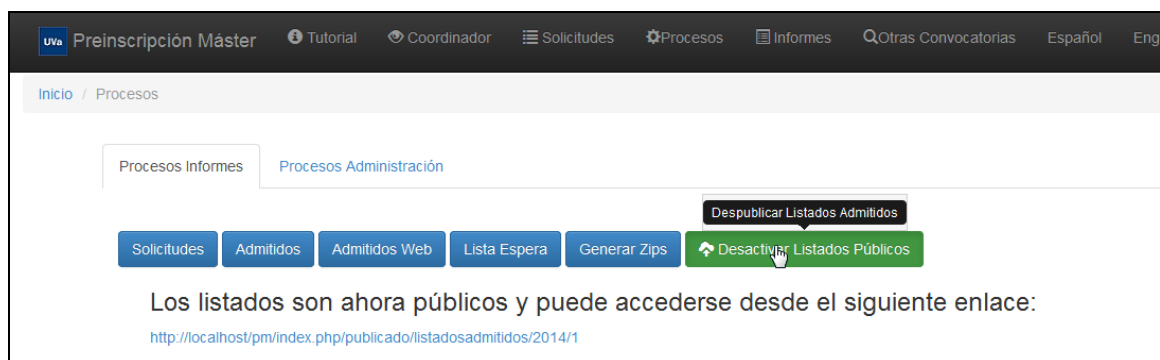 UVa Preinscripción Máster Tutorial Coordinador Solicitudes Procesos Informes Otras Convocatorias Español Eng
Inicio / Procesos
Procesos Informes Procesos Administración
Despublicar Listados Admitidos
Solicitudes Admitidos Admitidos Web Lista Espera Generar Zips Desactivar Listados Públicos
Los listados son ahora públicos y puede accederse desde el siguiente enlace:
http://localhost/pm/index.php/publicado/listadosadmitidos/2014/1